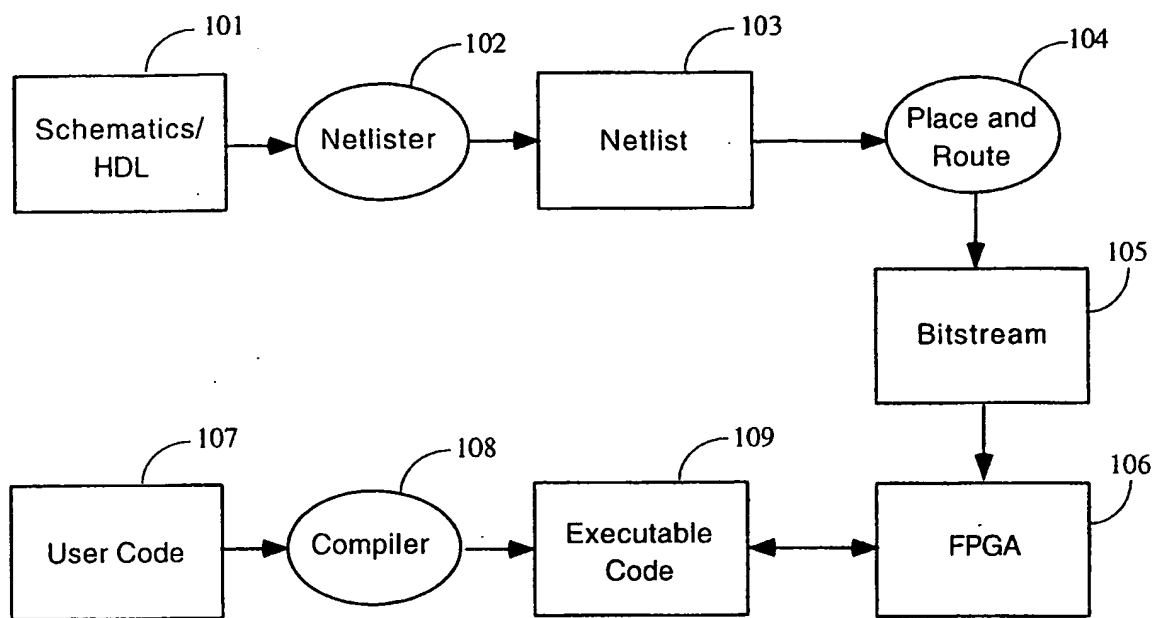 101
102
103
104
Schematics/
HDL
Netlister
Netlist
Place and
Route
105
Bitstream
107
108
109
106
User Code
Compiler
Executable
Code
FPGA